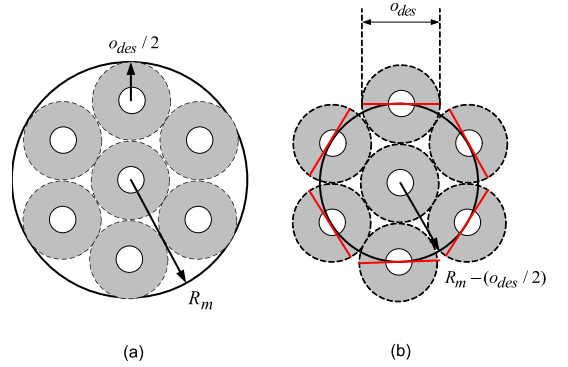 o_des / 2
R_m
(a)
o_des
R_m − (o_des / 2)
(b)